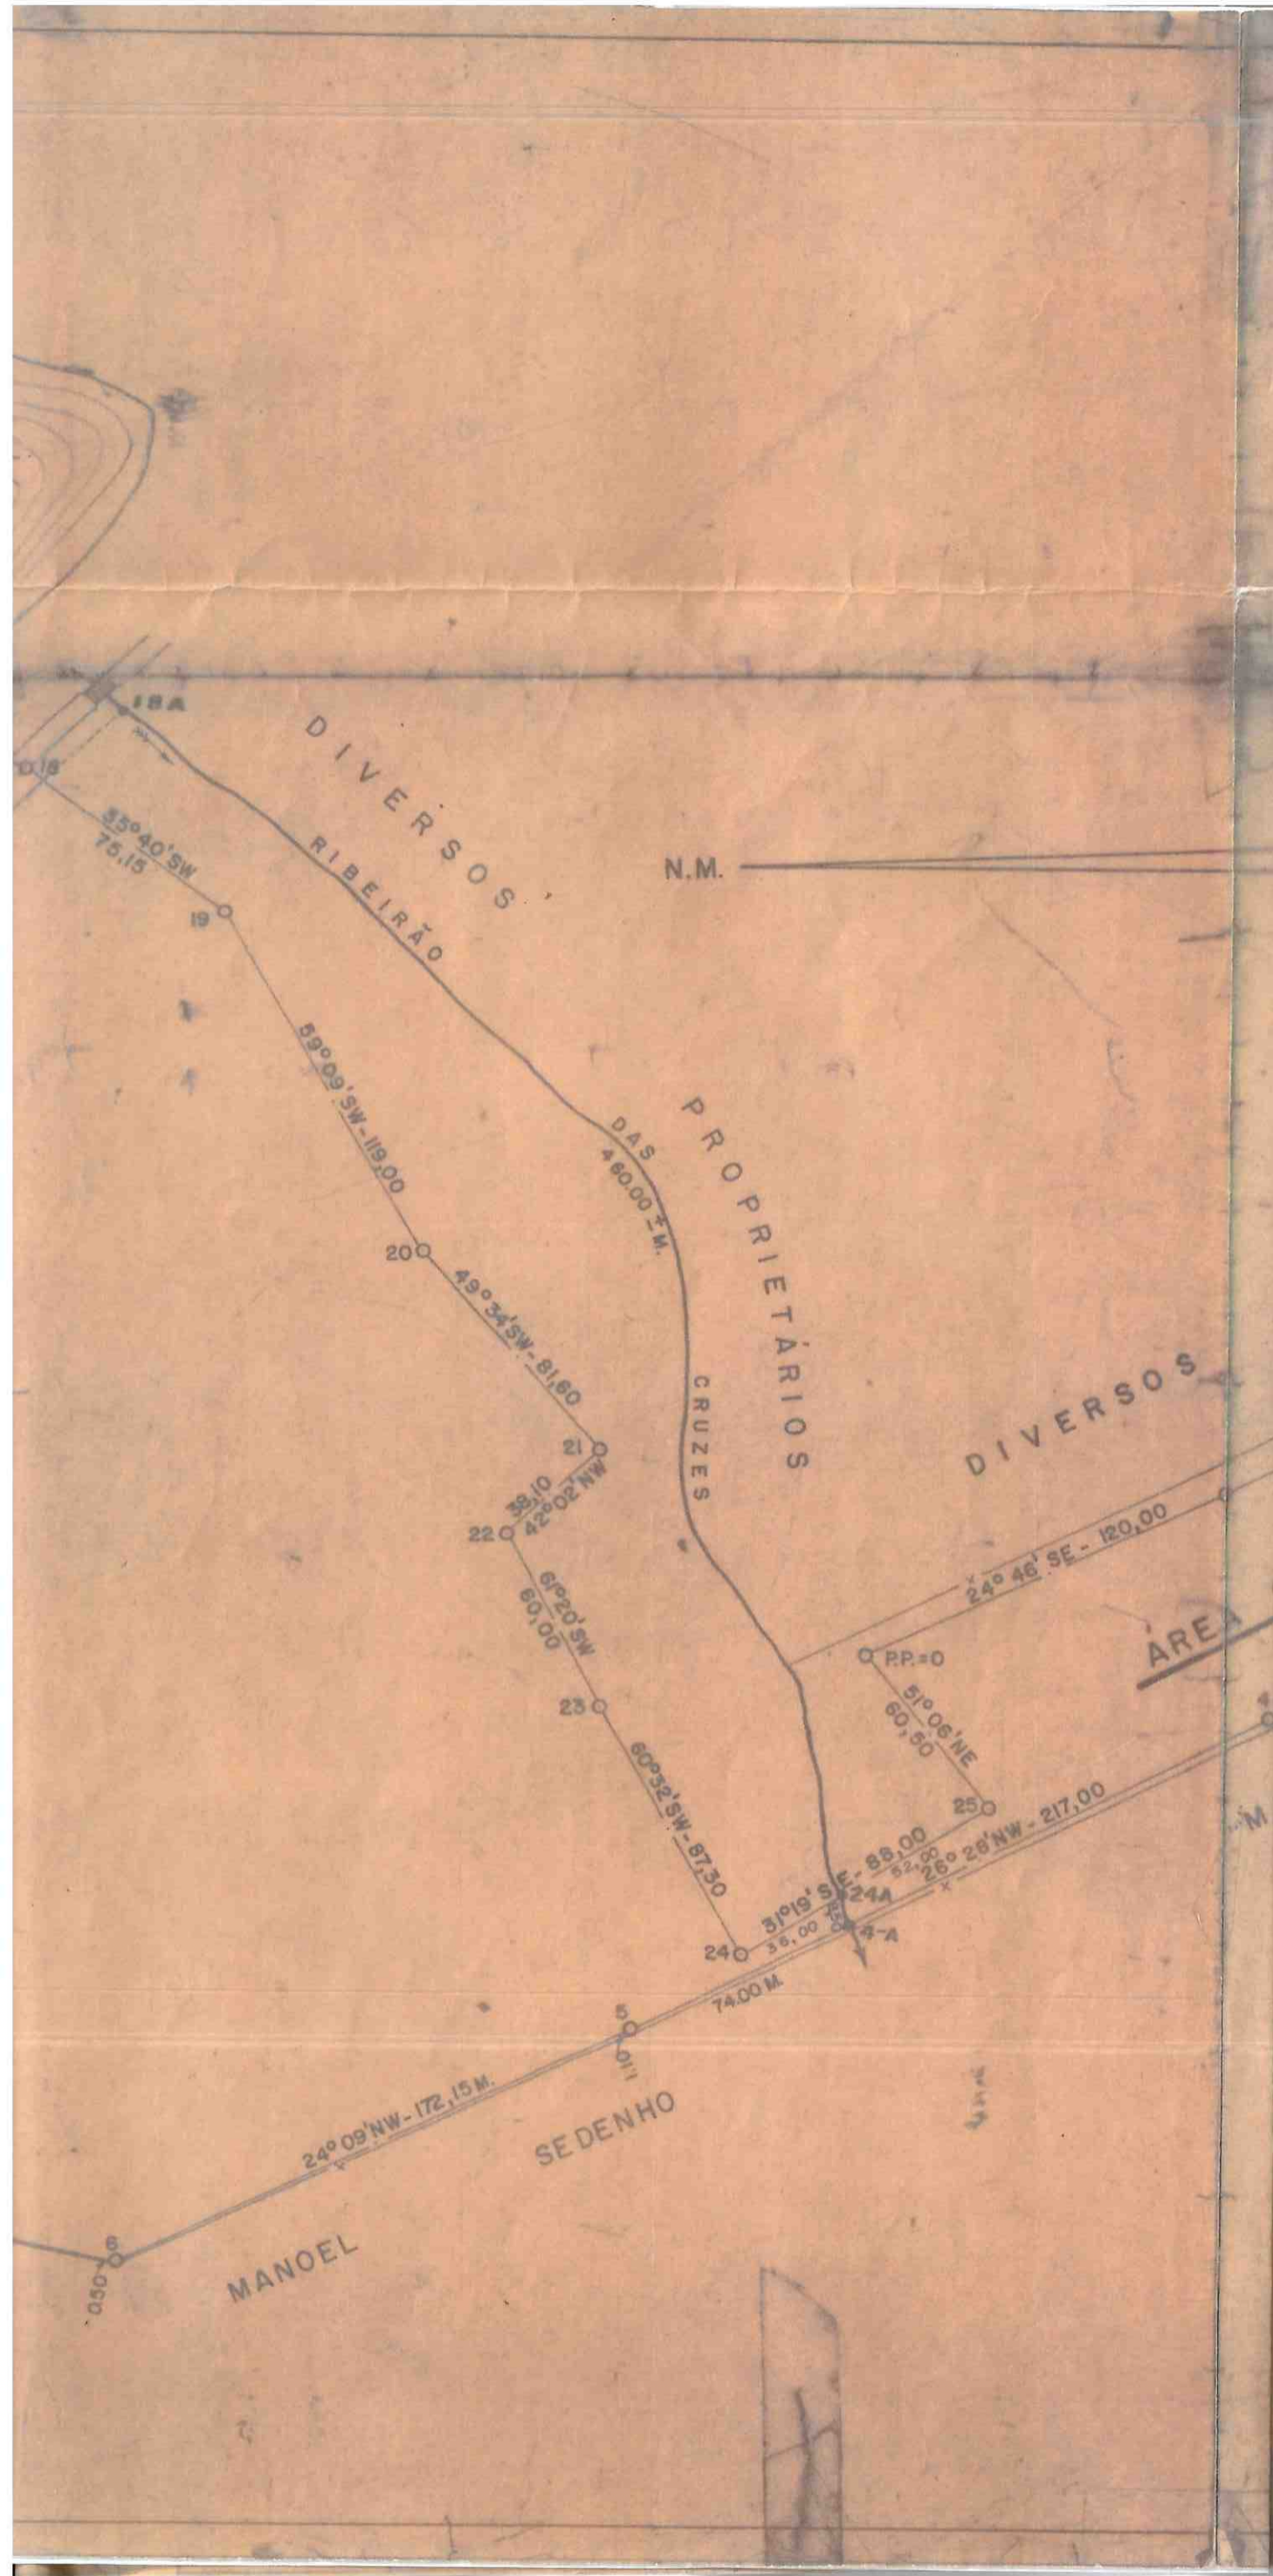 18A
18
DIVERSOS
55°40'SW
75,15
RIBEIRÃO
N.M.
19
59°09'SW-119,00
DAS
460.00 ± M.
PROPRIETÁRIOS
20
49°34'SW-81,60
CRUZES
DIVERSOS
21
38,10
42°02'NW
22
24°46' SE - 120,00
61°20'SW
60,00
ÁREA
P.P.=0
23
51°06'NE
60,50
60°32'SW-87,30
25
26°28'NW-217,00
31°19'SE-88,00
52,00
24A
36,00
4-A
24
74.00 M.
5
1,10
24°09'NW-172,15 M.
SEDENHO
6
0,50
MANOEL
M